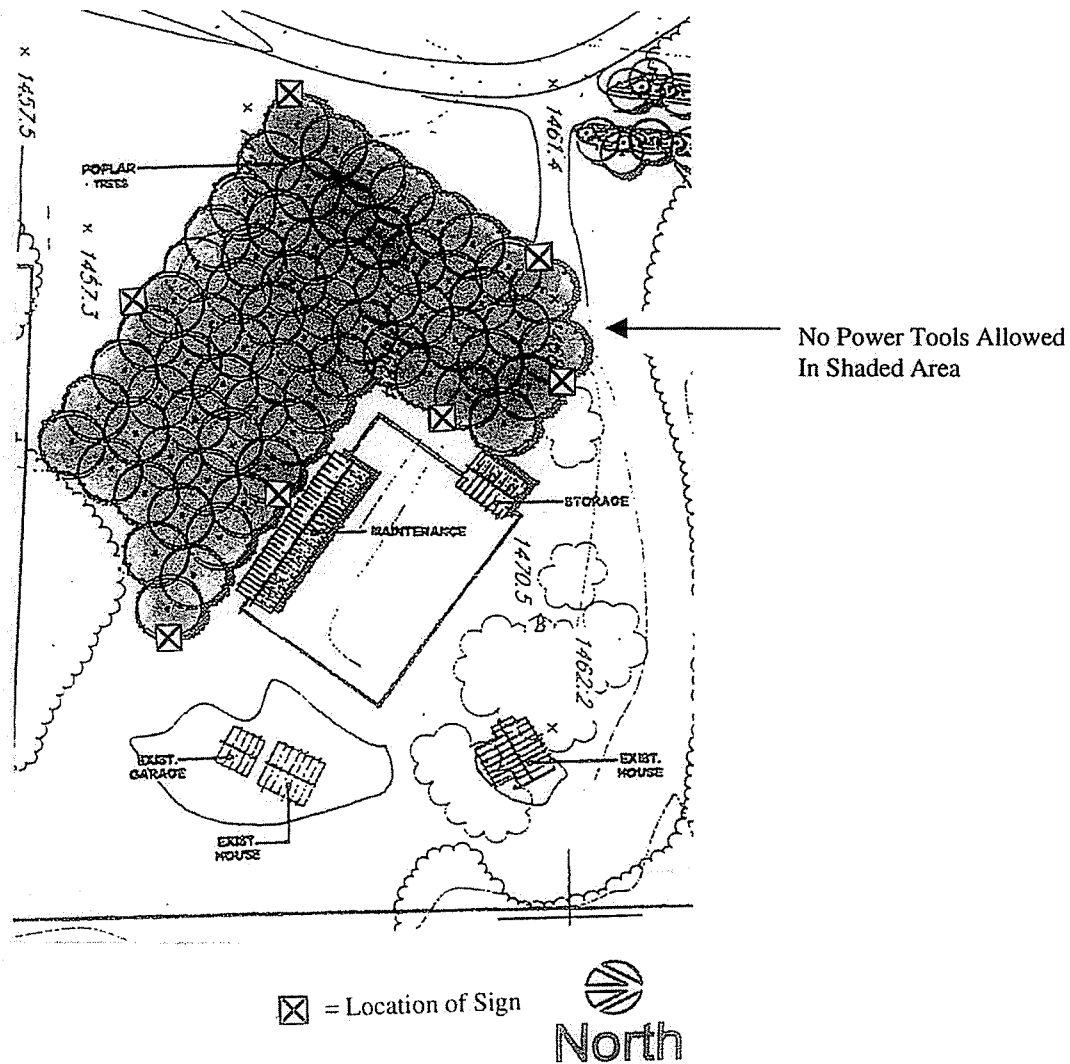 × 1457.5
POPLAR
TREES
× 1457.3
× 1461.4
No Power Tools Allowed
In Shaded Area
STORAGE
MAINTENANCE
1470.5
1462.2
×
EXIST.
GARAGE
EXIST.
HOUSE
EXIST.
HOUSE
= Location of Sign
North